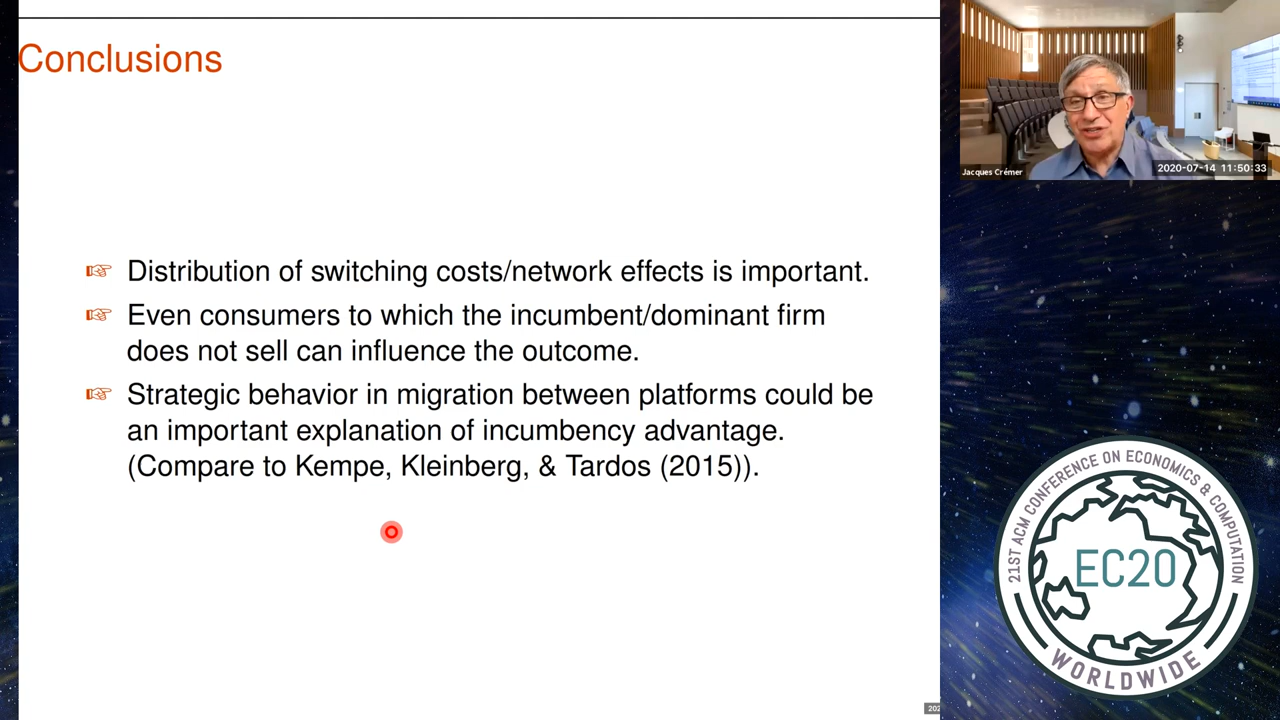 Conclusions
Distribution of switching costs/network effects is important.
Even consumers to which the incumbent/dominant firm
does not sell can influence the outcome.
Strategic behavior in migration between platforms could be
an important explanation of incumbency advantage.
(Compare to Kempe, Kleinberg, & Tardos (2015)).
Jacques Crémer
2020-07-14 11:50:33
21ST ACM CONFERENCE ON ECONOMICS & COMPUTATION
EC20
WORLDWIDE